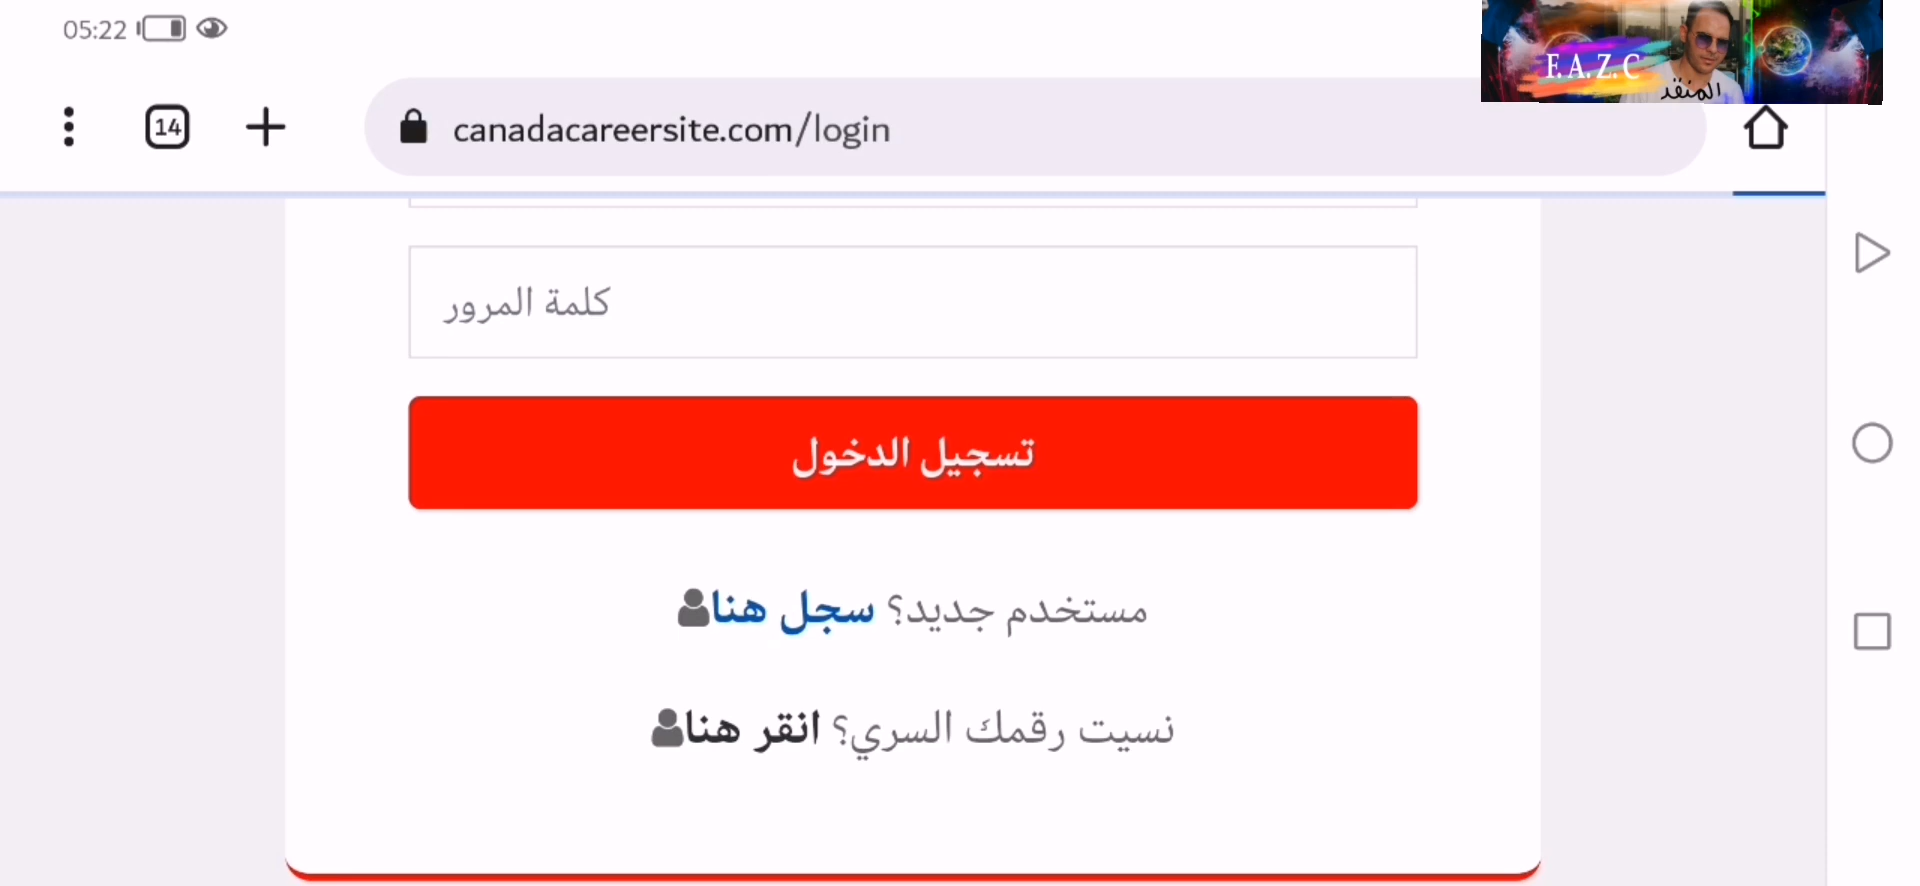 05:22
14
canadacareersite.com/login
F.A.Z.C
المنقذ
كلمة المرور
تسجيل الدخول
مستخدم جديد؟ سجل هنا
نسيت رقمك السري؟ انقر هنا